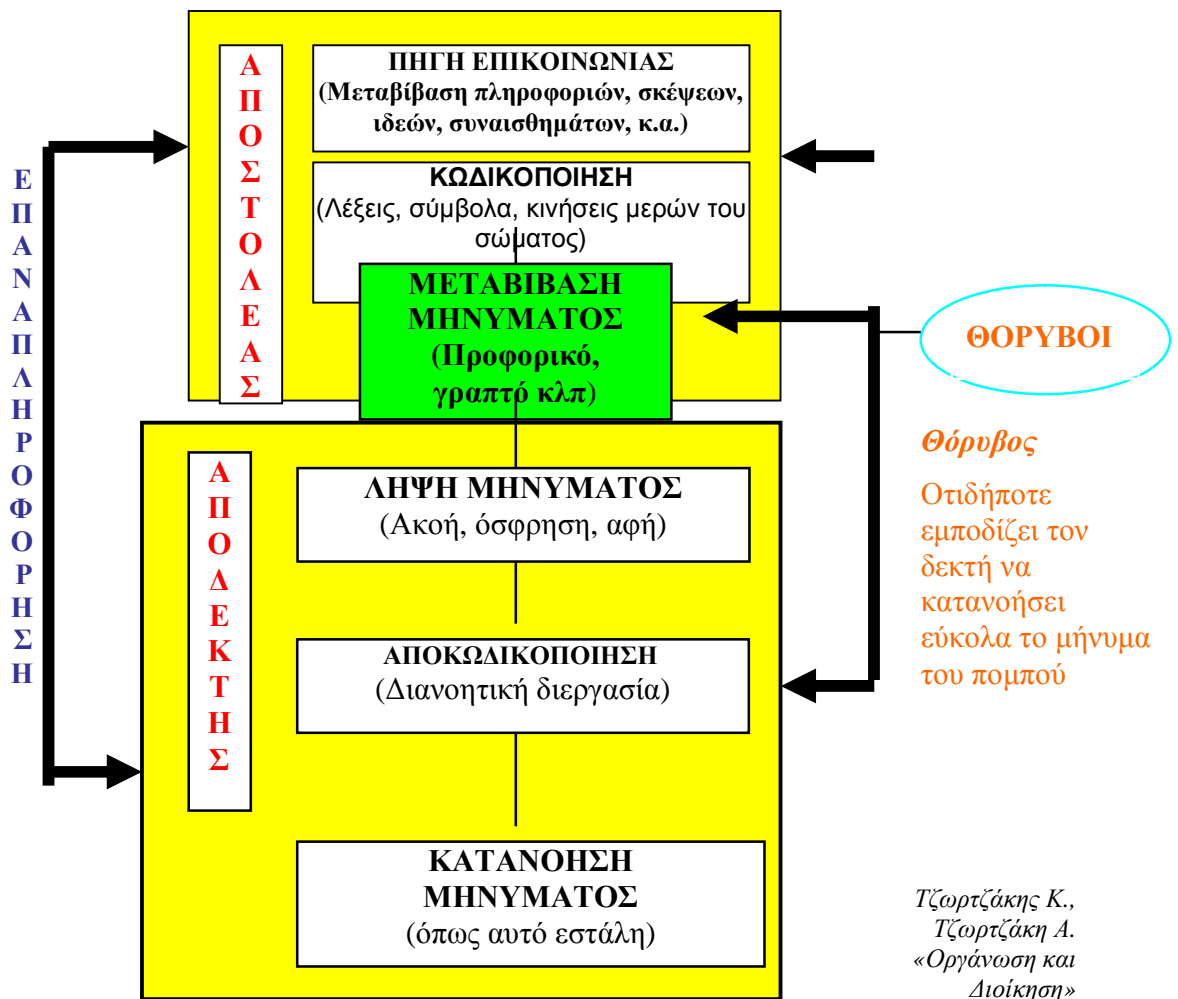 ΕΠΑΝΑΠΛΗΡΟΦΟΡΗΣΗ
ΑΠΟΣΤΟΛΕΑΣ
ΠΗΓΗ ΕΠΙΚΟΙΝΩΝΙΑΣ
(Μεταβίβαση πληροφοριών, σκέψεων,
ιδεών, συναισθημάτων, κ.α.)
ΚΩΔΙΚΟΠΟΙΗΣΗ
(Λέξεις, σύμβολα, κινήσεις μερών του
σώματος)
ΜΕΤΑΒΙΒΑΣΗ
ΜΗΝΥΜΑΤΟΣ
(Προφορικό,
γραπτό κλπ)
ΑΠΟΔΕΚΤΗΣ
ΛΗΨΗ ΜΗΝΥΜΑΤΟΣ
(Ακοή, όσφρηση, αφή)
ΑΠΟΚΩΔΙΚΟΠΟΙΗΣΗ
(Διανοητική διεργασία)
ΚΑΤΑΝΟΗΣΗ
ΜΗΝΥΜΑΤΟΣ
(όπως αυτό εστάλη)
ΘΟΡΥΒΟΙ
Θόρυβος
Οτιδήποτε
εμποδίζει τον
δεκτή να
κατανοήσει
εύκολα το μήνυμα
του πομπού
Τζωρτζάκης Κ.,
Τζωρτζάκη Α.
«Οργάνωση και
Διοίκηση»